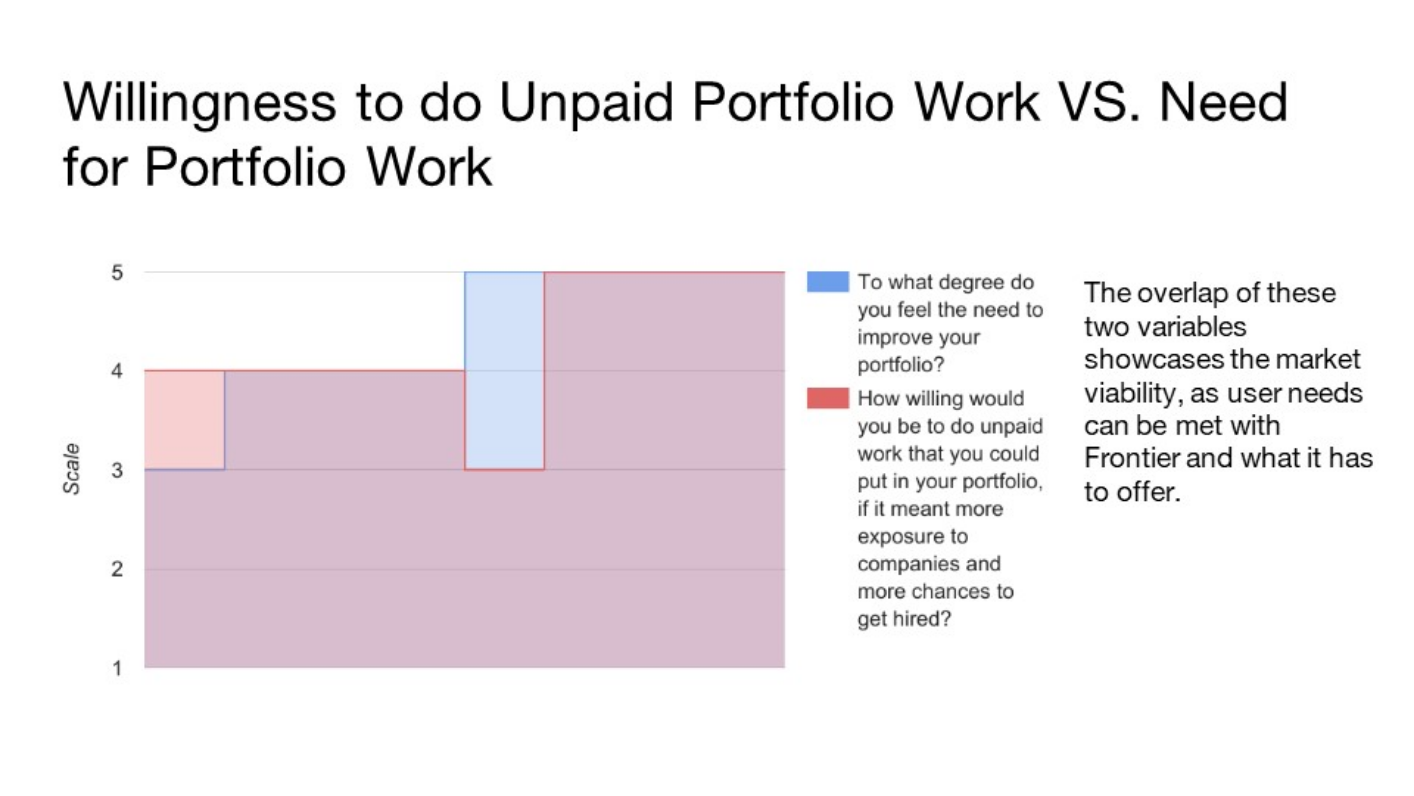 Willingness to do Unpaid Portfolio Work VS. Need
for Portfolio Work
5
4
3
2
1
Scale
To what degree do
you feel the need to
improve your
portfolio?
How willing would
you be to do unpaid
work that you could
put in your portfolio,
if it meant more
exposure to
companies and
more chances to
get hired?
The overlap of these
two variables
showcases the market
viability, as user needs
can be met with
Frontier and what it has
to offer.